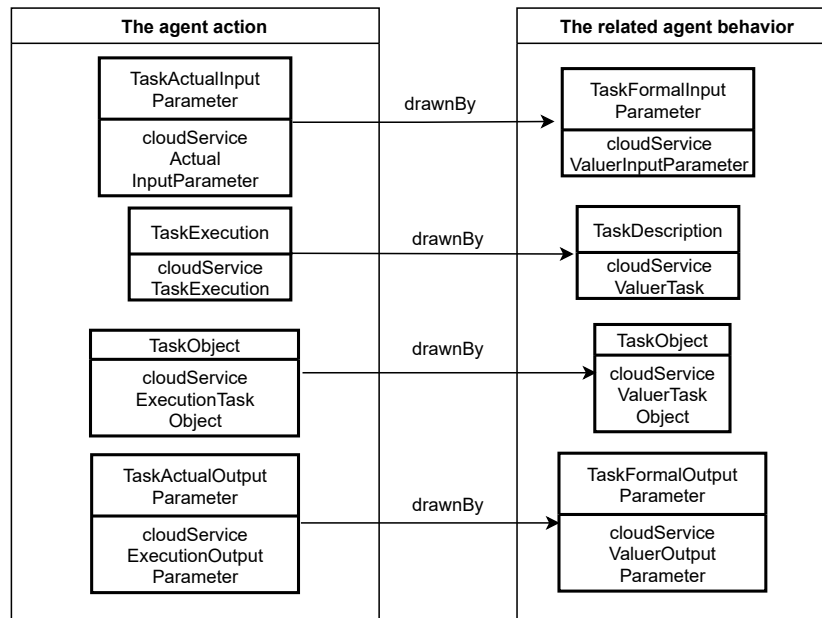 The agent action
The related agent behavior
TaskActualInput
Parameter
cloudService
Actual
InputParameter
drawnBy
TaskFormalInput
Parameter
cloudService
ValuerInputParameter
TaskExecution
cloudService
TaskExecution
drawnBy
TaskDescription
cloudService
ValuerTask
TaskObject
cloudService
ExecutionTask
Object
drawnBy
TaskObject
cloudService
ValuerTask
Object
TaskActualOutput
Parameter
cloudService
ExecutionOutput
Parameter
drawnBy
TaskFormalOutput
Parameter
cloudService
ValuerOutput
Parameter